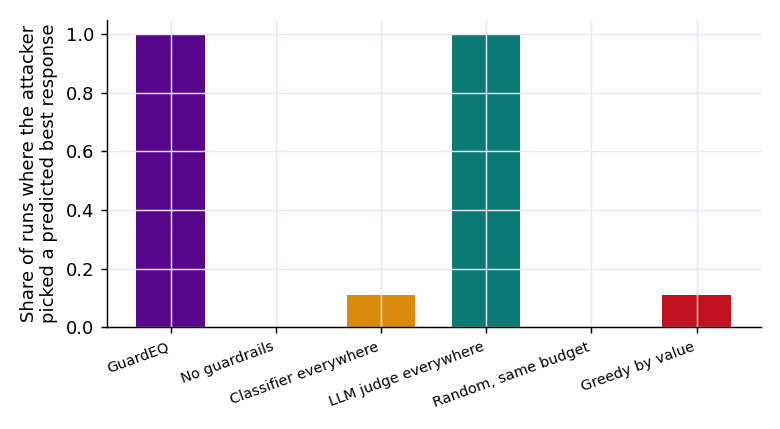 Share of runs where the attacker
picked a predicted best response
1.0
0.8
0.6
0.4
0.2
0.0
GuardEQ
No guardrails
Classifier everywhere
LLM judge everywhere
Random, same budget
Greedy by value